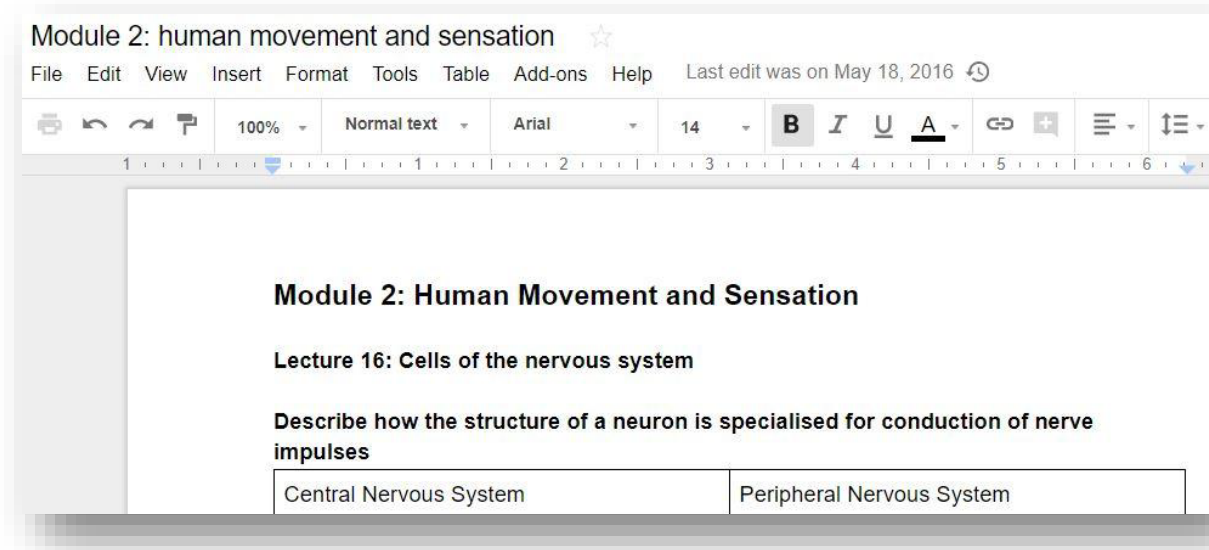 Module 2: human movement and sensation
File Edit View Insert Format Tools Table Add-ons Help Last edit was on May 18, 2016
100% Normal text Arial 14 B I U A
1 1 2 3 4 5 6
Module 2: Human Movement and Sensation
Lecture 16: Cells of the nervous system
Describe how the structure of a neuron is specialised for conduction of nerve
impulses
Central Nervous System Peripheral Nervous System